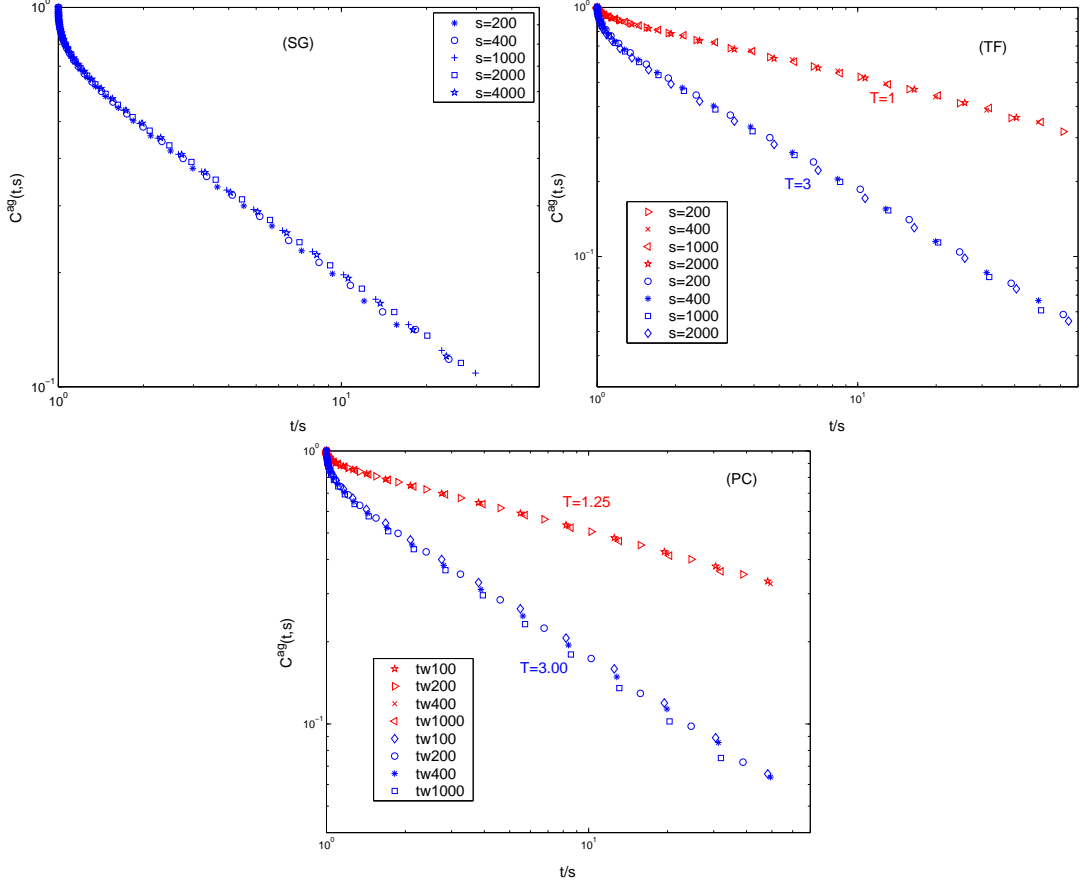 10^0
(SG)
s=200
s=400
s=1000
s=2000
s=4000
C^ag(t,s)
10^-1
10^0
10^1
t/s
10^0
(TF)
T=1
T=3
s=200
s=400
s=1000
s=2000
s=200
s=400
s=1000
s=2000
C^ag(t,s)
10^-1
10^0
10^1
t/s
10^0
(PC)
T=1.25
T=3.00
tw100
tw200
tw400
tw1000
tw100
tw200
tw400
tw1000
C^ag(t,s)
10^-1
10^0
10^1
t/s